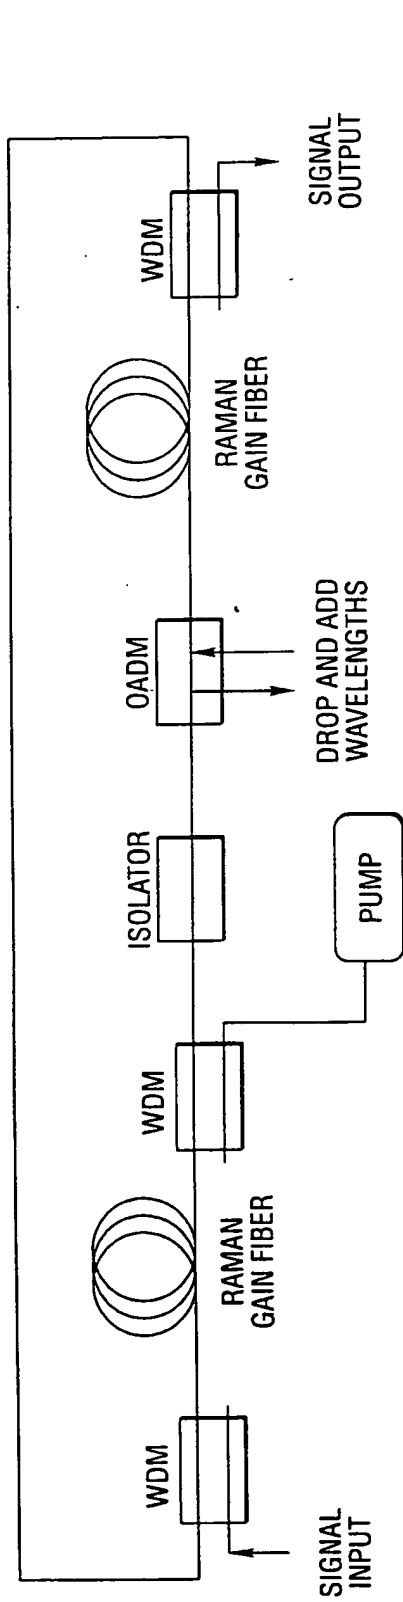 WDM
RAMAN
GAIN FIBER
WDM
ISOLATOR
OADM
RAMAN
GAIN FIBER
WDM
SIGNAL
INPUT
PUMP
DROP AND ADD
WAVELENGTHS
SIGNAL
OUTPUT